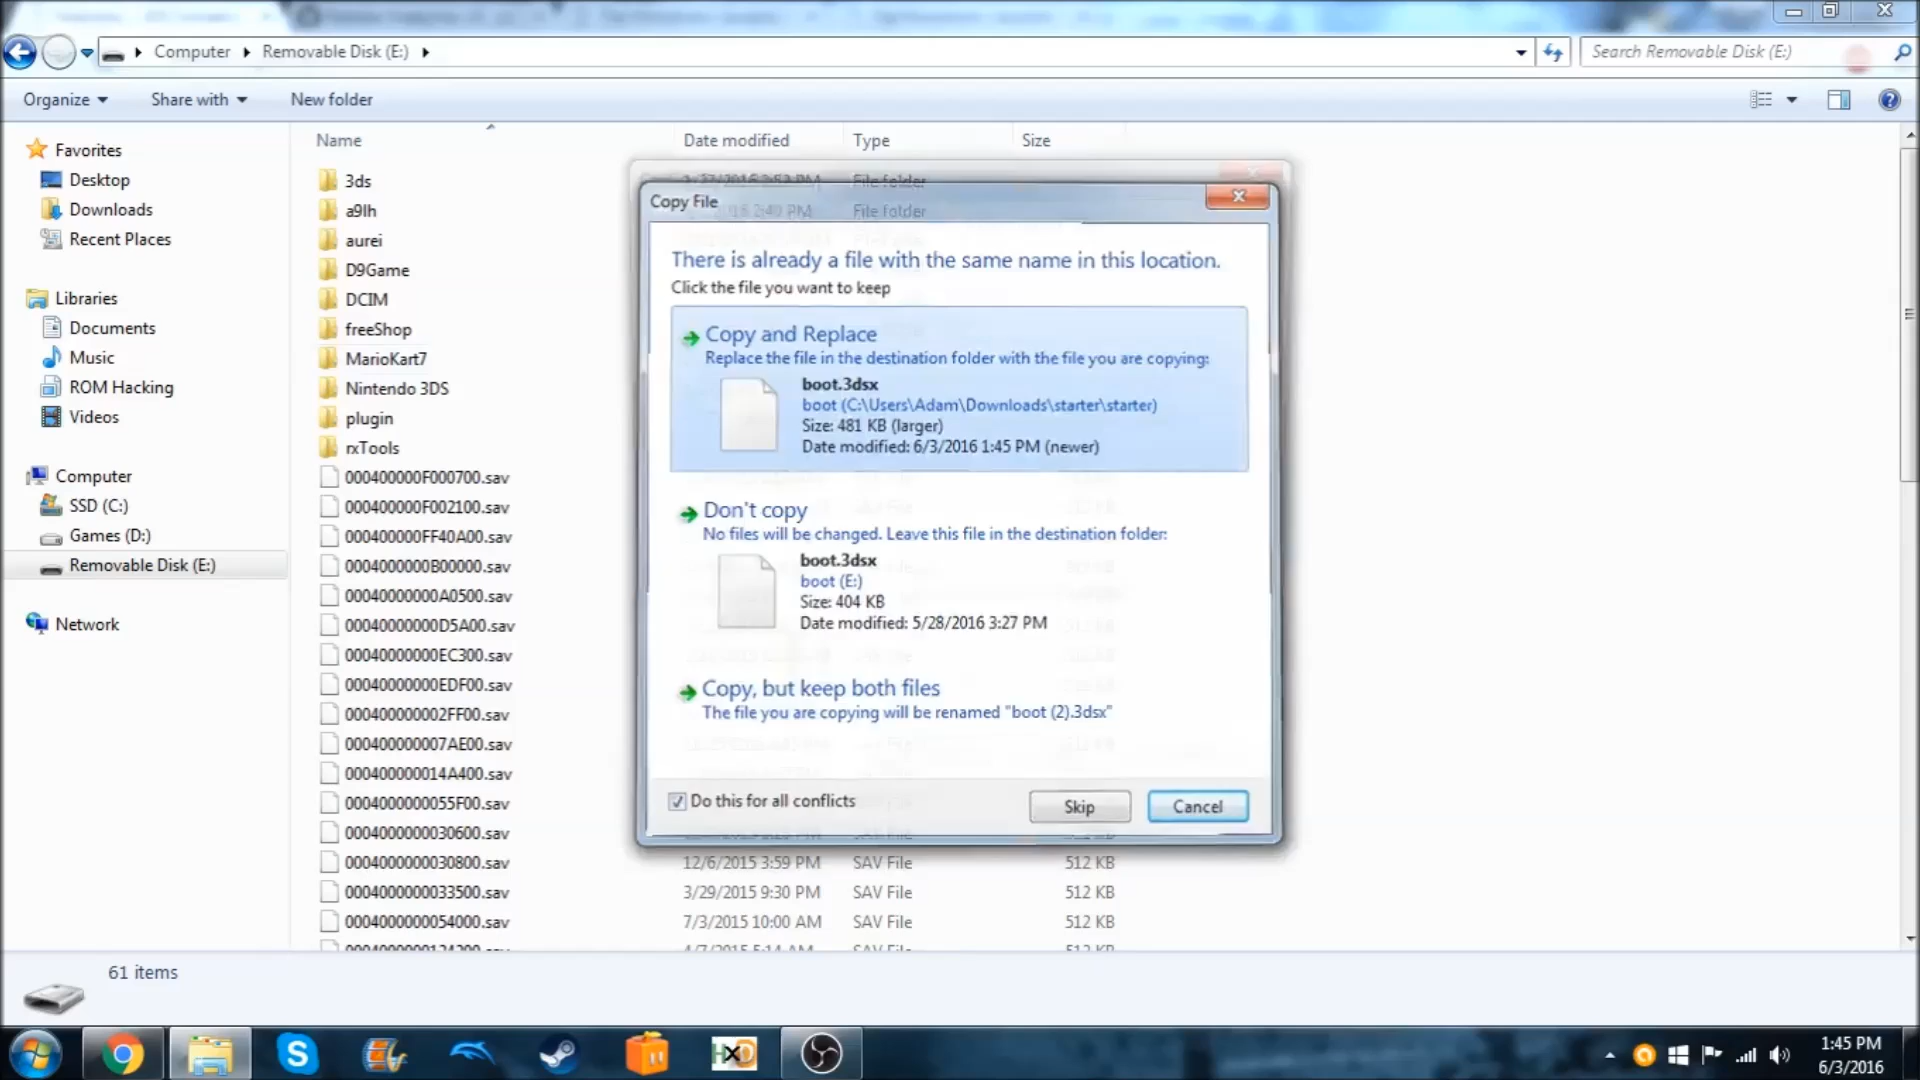 Computer Removable Disk (E:) Search Removable Disk (E:)
Organize Share with New folder
Name Date modified Type Size
Favorites
Desktop
Downloads
Recent Places
Libraries
Documents
Music
ROM Hacking
Videos
Computer
SSD (C:)
Games (D:)
Removable Disk (E:)
Network
3ds File folder
a9lh 2:40 PM File folder
aurei
D9Game
DCIM
freeShop
MarioKart7
Nintendo 3DS
plugin
rxTools
000400000F000700.sav
000400000F002100.sav
000400000FF40A00.sav
0004000000B00000.sav
00040000000A0500.sav
00040000000D5A00.sav
00040000000EC300.sav
00040000000EDF00.sav
000400000002FF00.sav
000400000007AE00.sav
000400000014A400.sav
0004000000055F00.sav
0004000000030600.sav
0004000000030800.sav 12/6/2015 3:59 PM SAV File 512 KB
0004000000033500.sav 3/29/2015 9:30 PM SAV File 512 KB
0004000000054000.sav 7/3/2015 10:00 AM SAV File 512 KB
Copy File
There is already a file with the same name in this location.
Click the file you want to keep
Copy and Replace
Replace the file in the destination folder with the file you are copying:
boot.3dsx
boot (C:\Users\Adam\Downloads\starter\starter)
Size: 481 KB (larger)
Date modified: 6/3/2016 1:45 PM (newer)
Don't copy
No files will be changed. Leave this file in the destination folder:
boot.3dsx
boot (E:)
Size: 404 KB
Date modified: 5/28/2016 3:27 PM
Copy, but keep both files
The file you are copying will be renamed "boot (2).3dsx"
Do this for all conflicts Skip Cancel
61 items
HXD
1:45 PM
6/3/2016